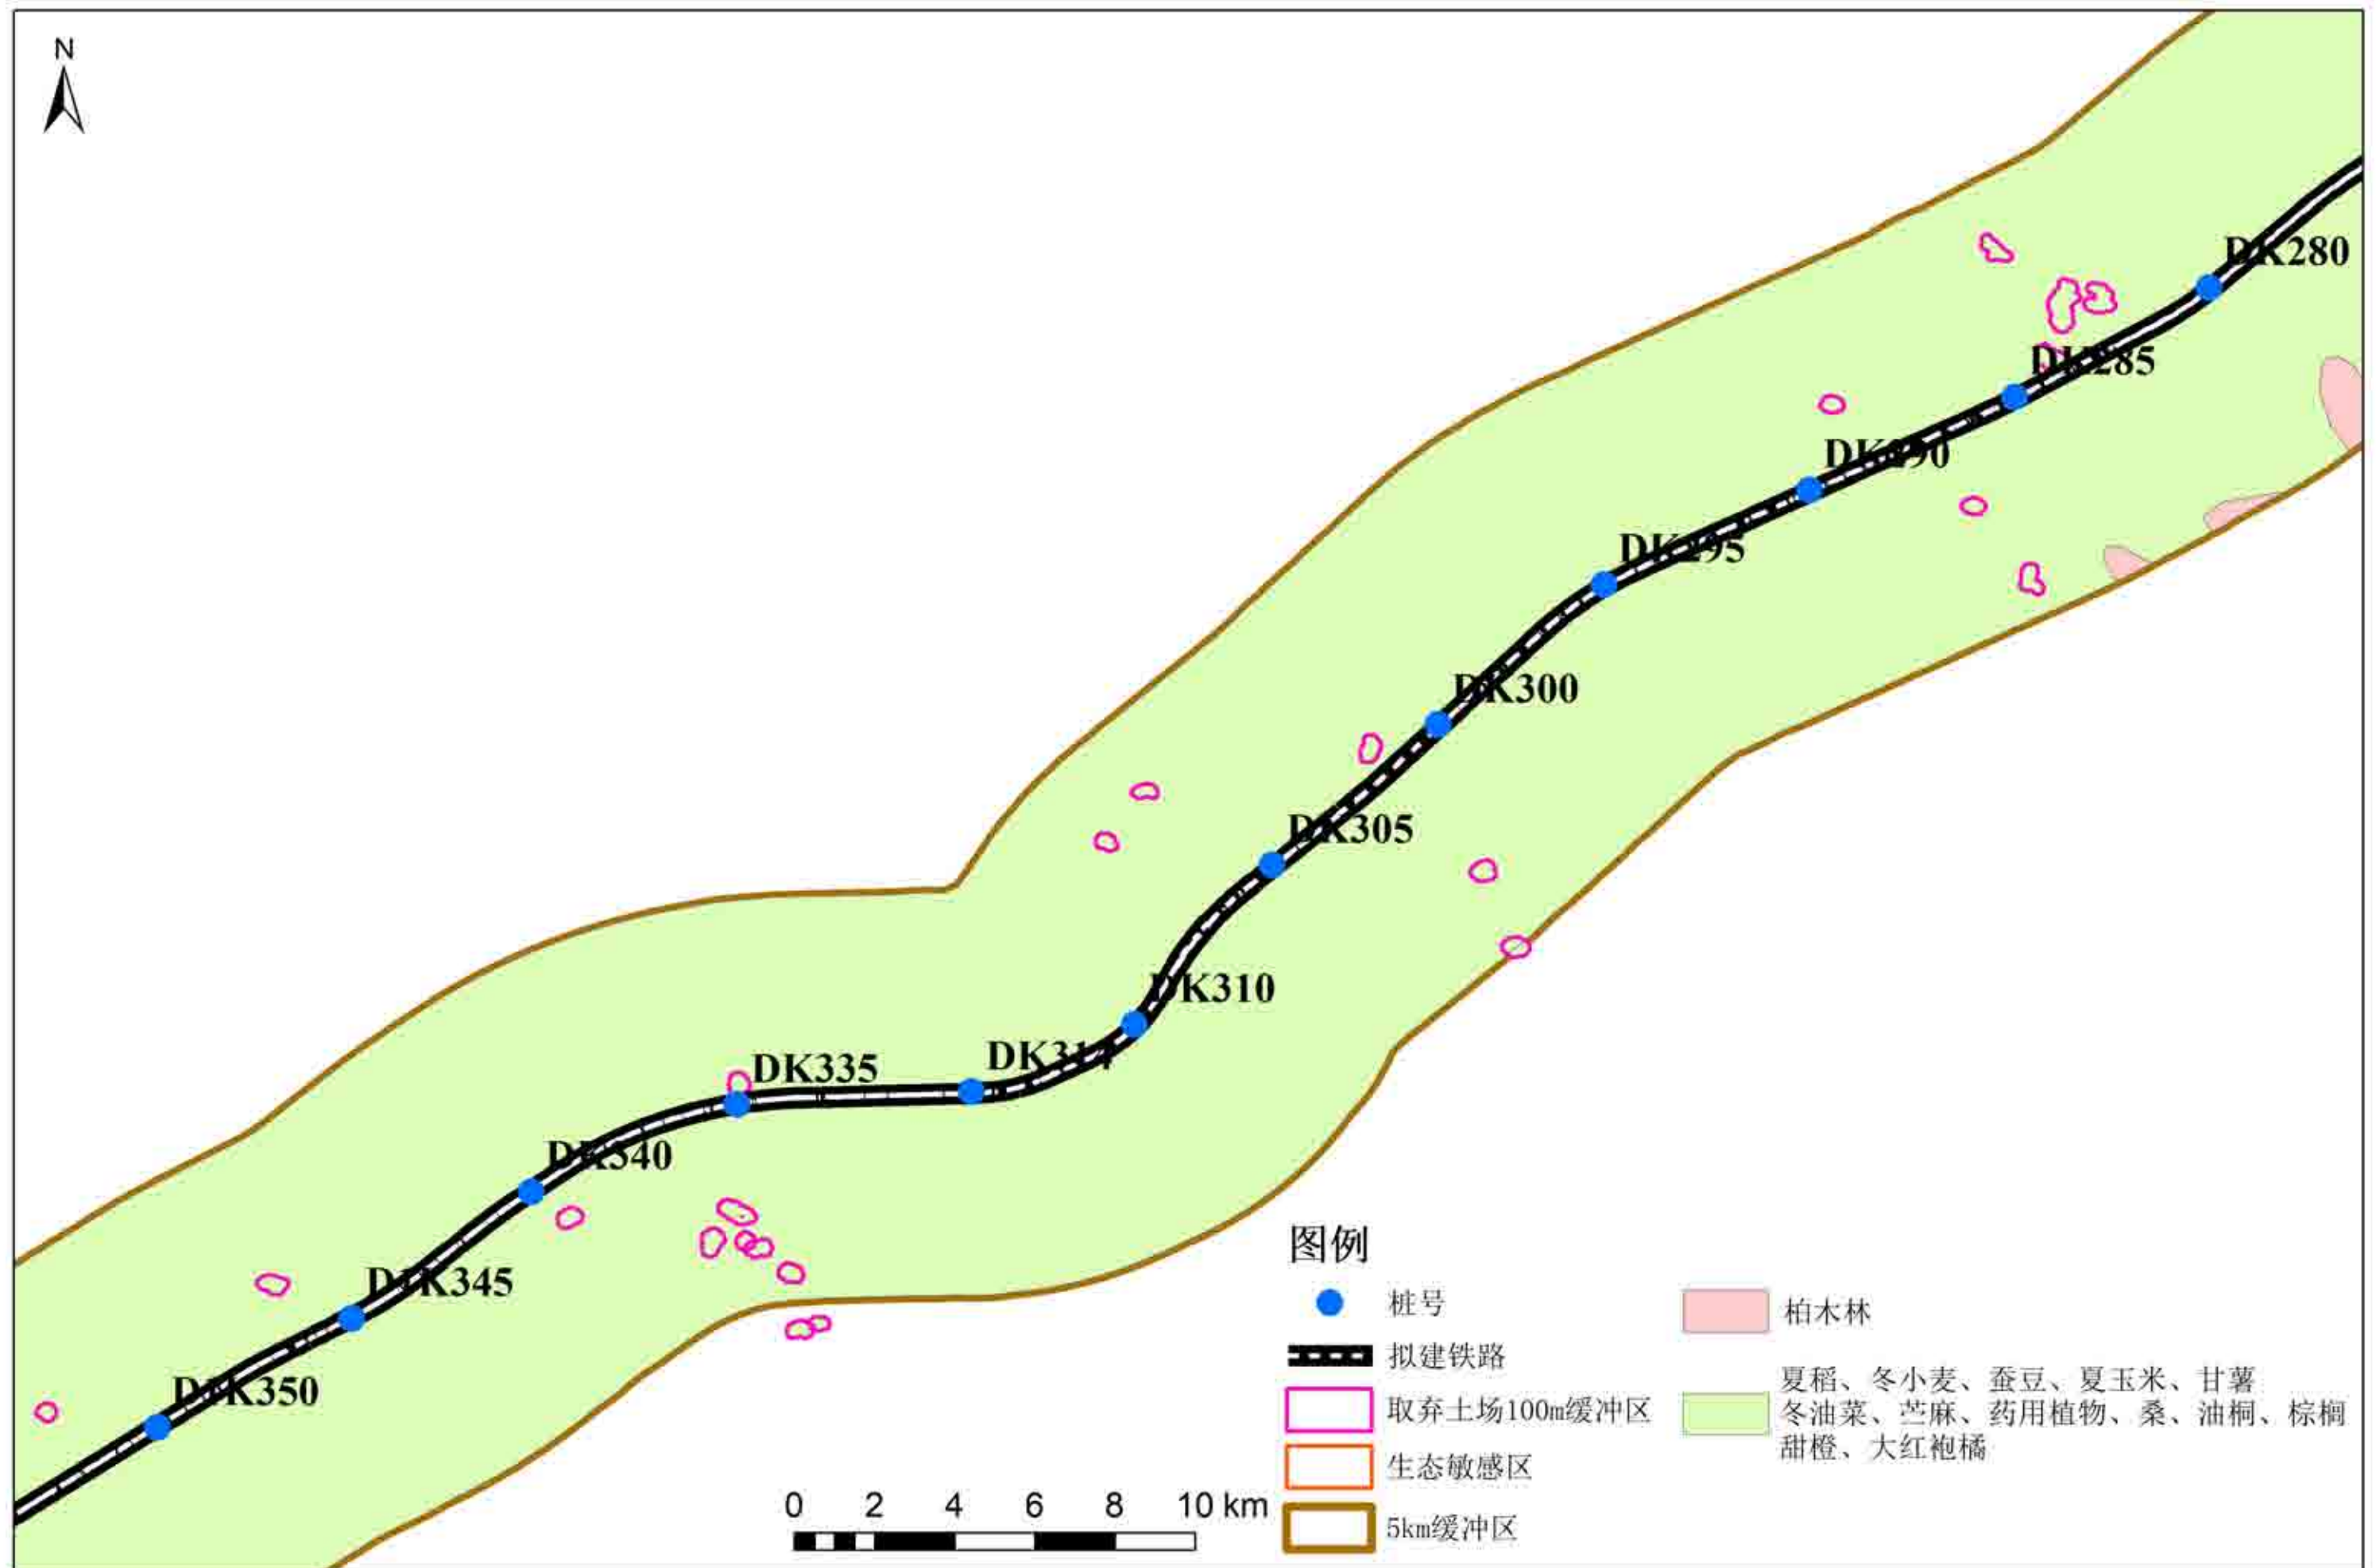 N
DK280
DK285
DK290
DK295
DK300
DK305
DK310
DK314
DK335
DK340
D1K345
D1K350
图例
桩号
拟建铁路
取弃土场100m缓冲区
生态敏感区
5km缓冲区
柏木林
夏稻、冬小麦、蚕豆、夏玉米、甘薯
冬油菜、苎麻、药用植物、桑、油桐、棕榈
甜橙、大红袍橘
0 2 4 6 8 10 km